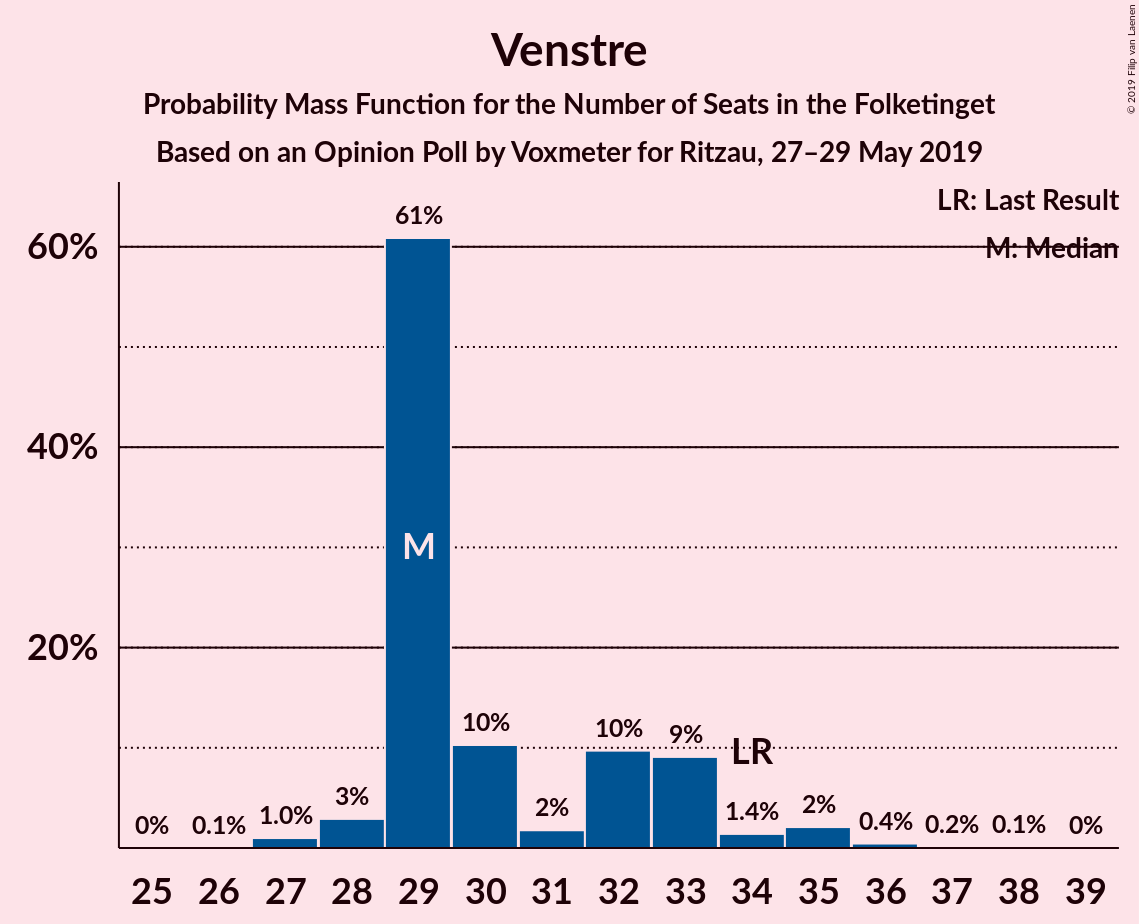 Venstre
Probability Mass Function for the Number of Seats in the Folketinget
Based on an Opinion Poll by Voxmeter for Ritzau, 27–29 May 2019
© 2019 Filip van Laenen
LR: Last Result
M: Median
60%
40%
20%
0% 0.1% 1.0% 3% 61% 10% 2% 10% 9% 1.4% 2% 0.4% 0.2% 0.1% 0%
M
LR
25 26 27 28 29 30 31 32 33 34 35 36 37 38 39